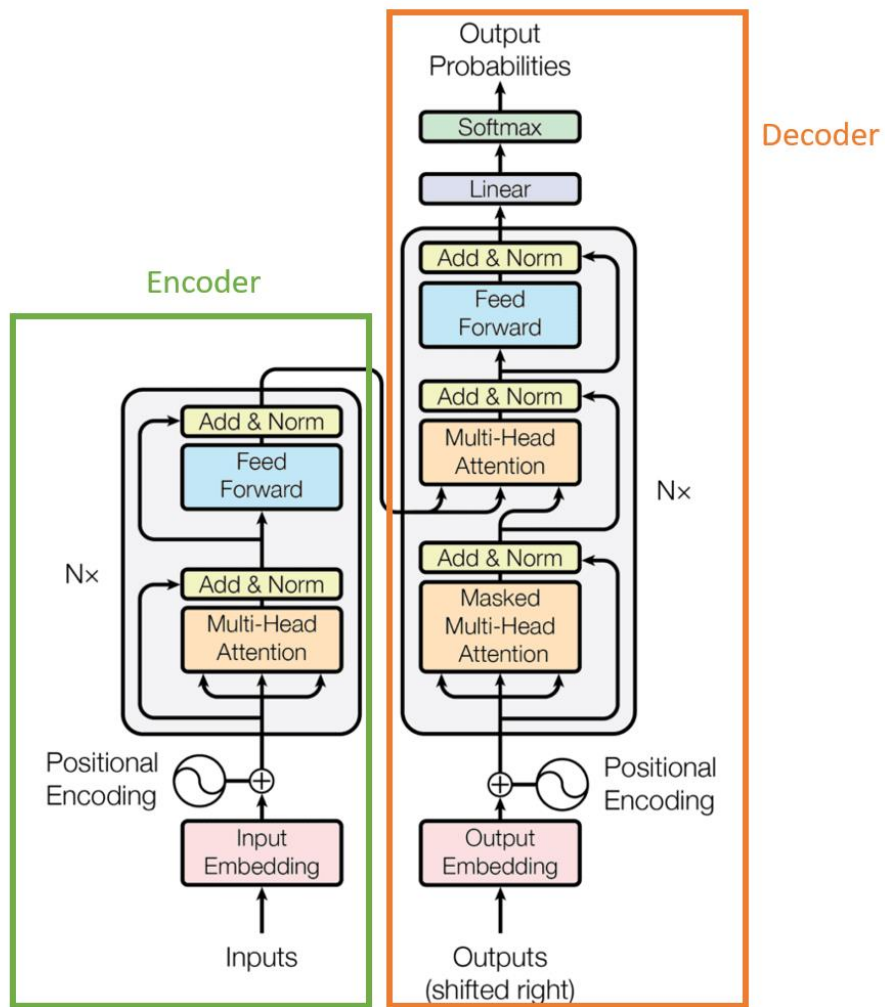 Output
Probabilities
Softmax
Linear
Decoder
Add & Norm
Feed
Forward
Add & Norm
Multi-Head
Attention
N×
Add & Norm
Masked
Multi-Head
Attention
Positional
Encoding
Output
Embedding
Outputs
(shifted right)
Encoder
Add & Norm
Feed
Forward
N×
Add & Norm
Multi-Head
Attention
Positional
Encoding
Input
Embedding
Inputs